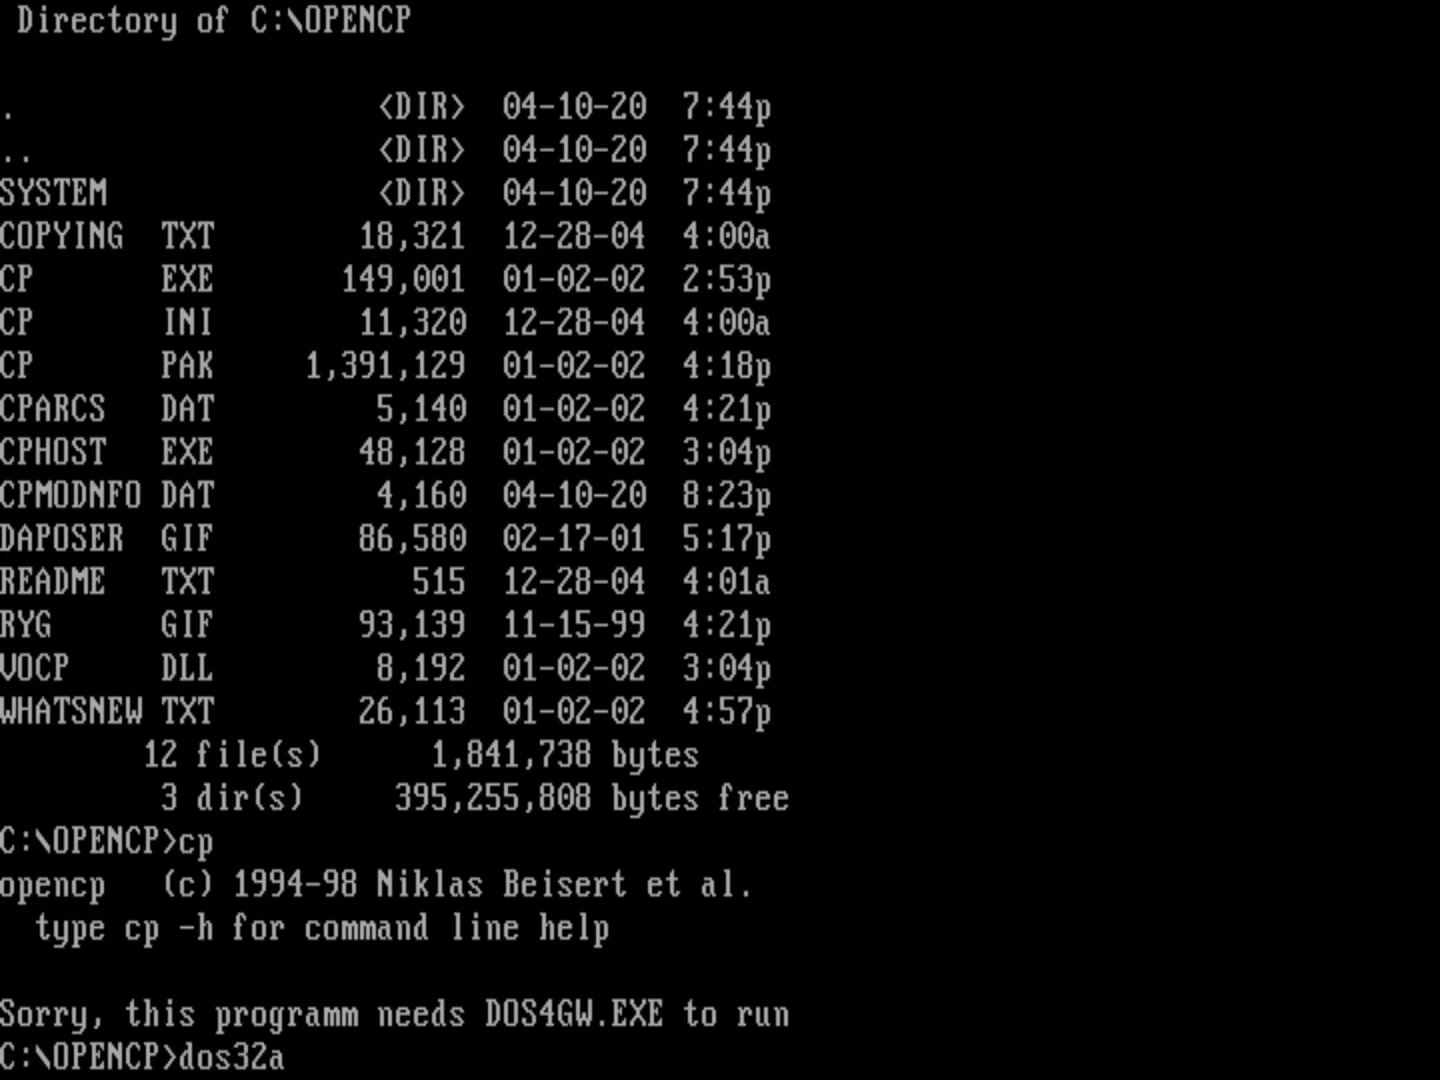 Directory of C:\OPENCP
. <DIR> 04-10-20 7:44p
.. <DIR> 04-10-20 7:44p
SYSTEM <DIR> 04-10-20 7:44p
COPYING TXT 18,321 12-28-04 4:00a
CP EXE 149,001 01-02-02 2:53p
CP INI 11,320 12-28-04 4:00a
CP PAK 1,391,129 01-02-02 4:18p
CPARCS DAT 5,140 01-02-02 4:21p
CPHOST EXE 48,128 01-02-02 3:04p
CPMODNFO DAT 4,160 04-10-20 8:23p
DAPOSER GIF 86,580 02-17-01 5:17p
README TXT 515 12-28-04 4:01a
RYG GIF 93,139 11-15-99 4:21p
VOCP DLL 8,192 01-02-02 3:04p
WHATSNEW TXT 26,113 01-02-02 4:57p
12 file(s) 1,841,738 bytes
3 dir(s) 395,255,808 bytes free
C:\OPENCP>cp
opencp (c) 1994-98 Niklas Beisert et al.
type cp -h for command line help
Sorry, this programm needs DOS4GW.EXE to run
C:\OPENCP>dos32a